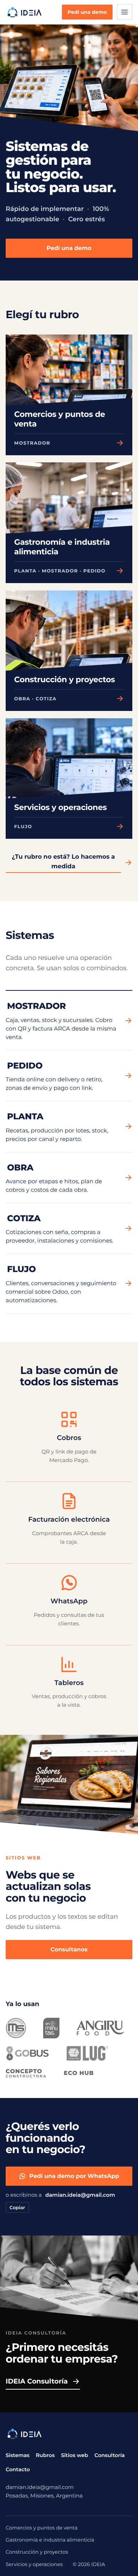 IDEIA
Pedí una demo
Sistemas de
gestión para
tu negocio.
Listos para usar.
Rápido de implementar · 100%
autogestionable · Cero estrés
Pedí una demo
Elegí tu rubro
Comercios y puntos de
venta
MOSTRADOR
Gastronomía e industria
alimenticia
PLANTA · MOSTRADOR · PEDIDO
Construcción y proyectos
OBRA · COTIZA
Servicios y operaciones
FLUJO
¿Tu rubro no está? Lo hacemos a
medida
Sistemas
Cada uno resuelve una operación
concreta. Se usan solos o combinados.
MOSTRADOR
Caja, ventas, stock y sucursales. Cobro
con QR y factura ARCA desde la misma
venta.
PEDIDO
Tienda online con delivery o retiro,
zonas de envío y pago con link.
PLANTA
Recetas, producción por lotes, stock,
precios por canal y reparto.
OBRA
Avance por etapas e hitos, plan de
cobros y costos de cada obra.
COTIZA
Cotizaciones con seña, compras a
proveedor, instalaciones y comisiones.
FLUJO
Clientes, conversaciones y seguimiento
comercial sobre Odoo, con
automatizaciones.
La base común de
todos los sistemas
Cobros
QR y link de pago de
Mercado Pago.
Facturación electrónica
Comprobantes ARCA desde
la caja.
WhatsApp
Pedidos y consultas de tus
clientes.
Tableros
Ventas, producción y cobros
a la vista.
Sabores
Regionales
SITIOS WEB
Webs que se
actualizan solas
con tu negocio
Los productos y los textos se editan
desde tu sistema.
Consultanos
Ya lo usan
ANGIRU
FOOD
GOBUS
LUG
CONCEPTO
CONSTRUCTORA
ECO HUB
¿Querés verlo
funcionando
en tu negocio?
Pedí una demo por WhatsApp
o escribinos a damian.ideia@gmail.com
Copiar
IDEIA CONSULTORÍA
¿Primero necesitás
ordenar tu empresa?
IDEIA Consultoría
IDEIA
Sistemas Rubros Sitios web Consultoría
Contacto
damian.ideia@gmail.com
Posadas, Misiones, Argentina
Comercios y puntos de venta
Gastronomía e industria alimenticia
Construcción y proyectos
Servicios y operaciones © 2026 IDEIA